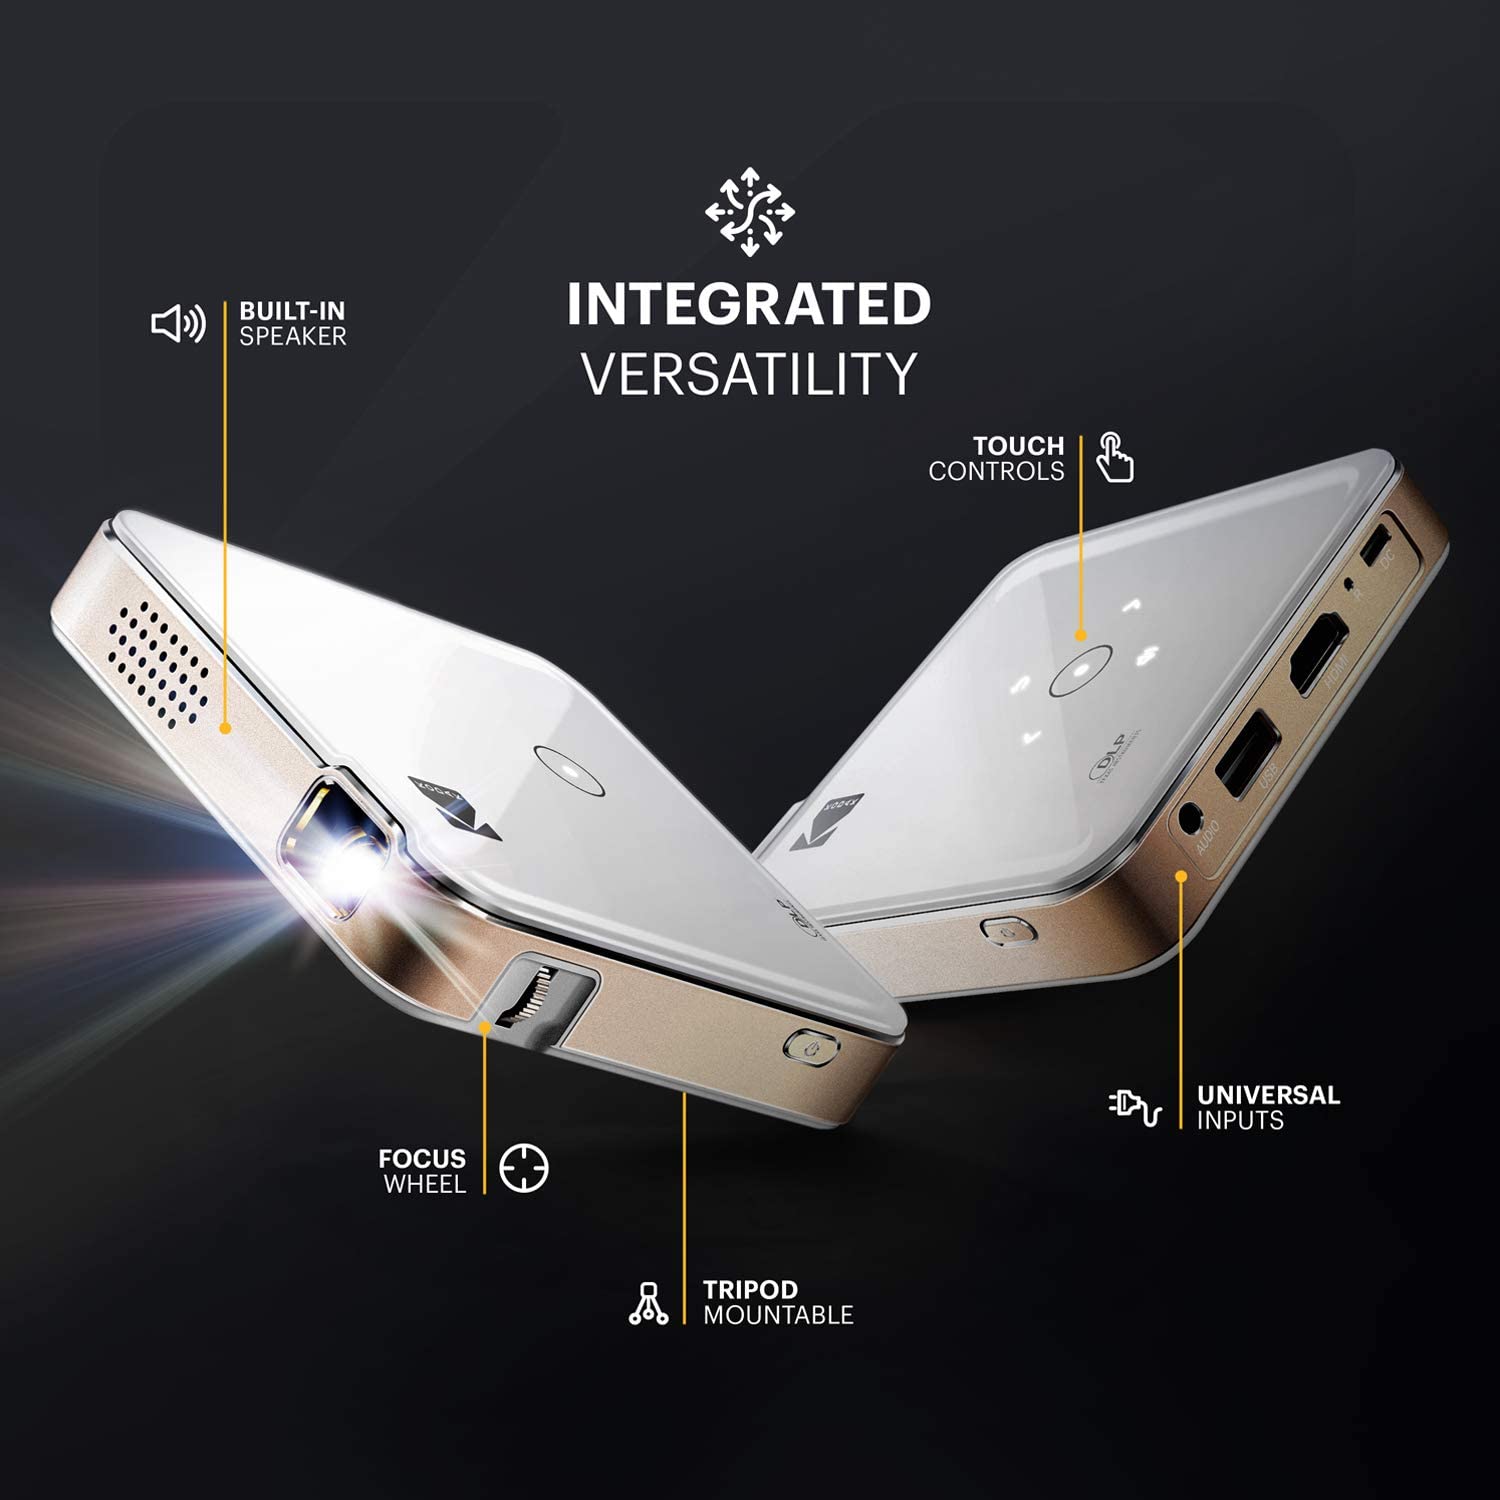 INTEGRATED
VERSATILITY
BUILT-IN
SPEAKER
TOUCH
CONTROLS
DC
R
HDMI
USB
AUDIO
KODAK
DLP
KODAK
DLP
FOCUS
WHEEL
UNIVERSAL
INPUTS
TRIPOD
MOUNTABLE